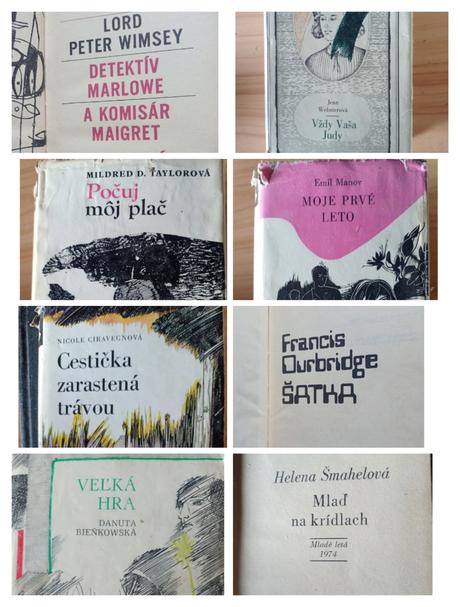 LORD
PETER WIMSEY
DETEKTÍV
MARLOWE
A KOMISÁR
MAIGRET
Jean
Websterová
Vždy Vaša
Judy
MILDRED D. TAYLOROVÁ
Počuj
môj plač
Emil Manov
MOJE PRVÉ
LETO
NICOLE CIRAVEGNOVÁ
Cestička
zarastená
trávou
Francis
Durbridge
ŠATKA
VEĽKÁ
HRA
DANUTA
BIEŃKOWSKÁ
Helena Šmahelová
Mlaď
na krídlach
Mladé letá
1974